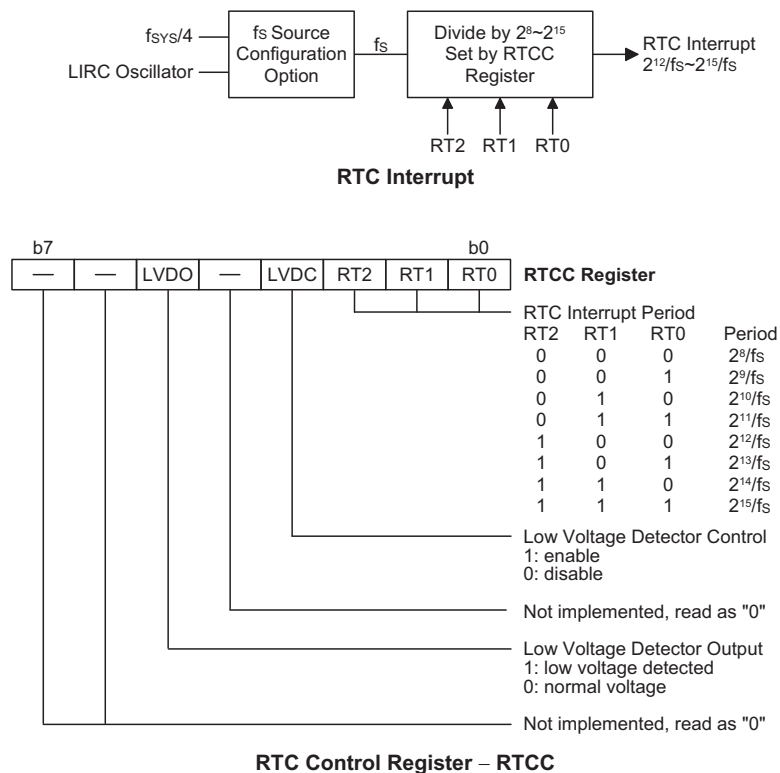 fSYS/4
LIRC Oscillator
fS Source
Configuration
Option
fS
Divide by 2⁸~2¹⁵
Set by RTCC
Register
RTC Interrupt
2¹²/fS~2¹⁵/fS
RT2 RT1 RT0
RTC Interrupt
b7 b0
— — LVDO — LVDC RT2 RT1 RT0 RTCC Register
RTC Interrupt Period
RT2 RT1 RT0 Period
0 0 0 2⁸/fS
0 0 1 2⁹/fS
0 1 0 2¹⁰/fS
0 1 1 2¹¹/fS
1 0 0 2¹²/fS
1 0 1 2¹³/fS
1 1 0 2¹⁴/fS
1 1 1 2¹⁵/fS
Low Voltage Detector Control
1: enable
0: disable
Not implemented, read as "0"
Low Voltage Detector Output
1: low voltage detected
0: normal voltage
Not implemented, read as "0"
RTC Control Register – RTCC